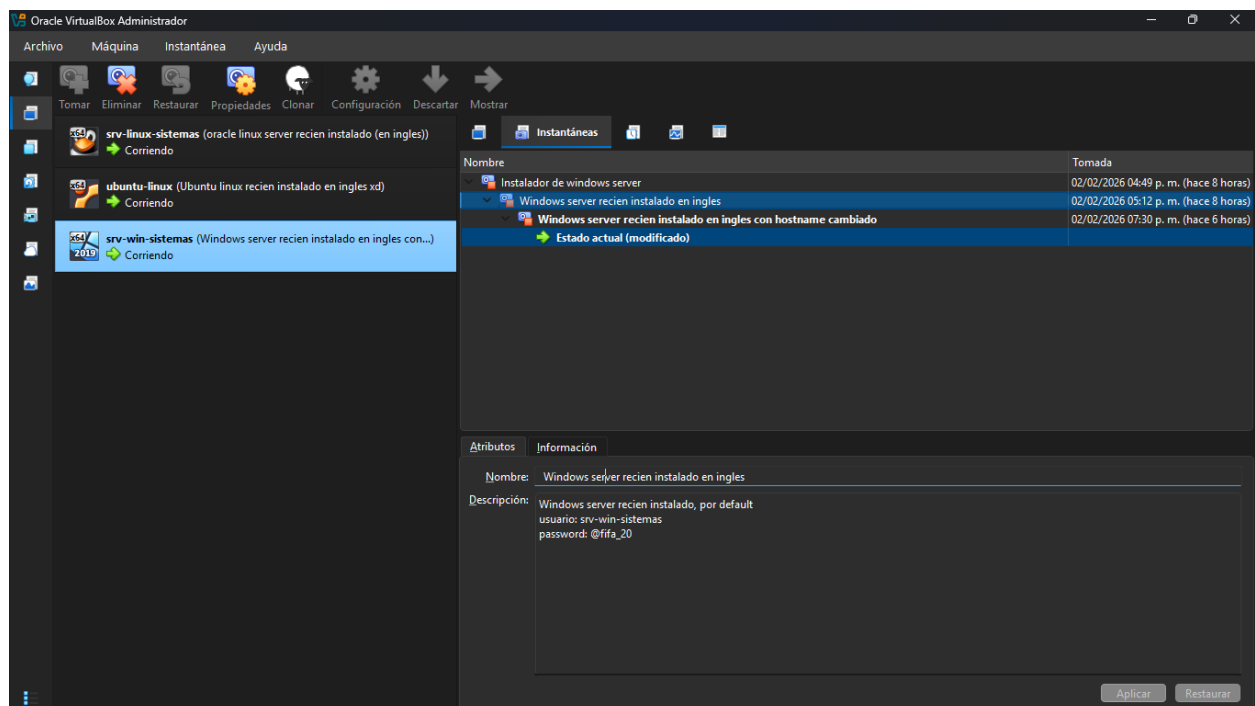 Oracle VirtualBox Administrador
Archivo Máquina Instantánea Ayuda
Tomar Eliminar Restaurar Propiedades Clonar Configuración Descartar Mostrar
srv-linux-sistemas (oracle linux server recien instalado (en ingles))
Corriendo
ubuntu-linux (Ubuntu linux recien instalado en ingles xd)
Corriendo
srv-win-sistemas (Windows server recien instalado en ingles con...)
Corriendo
x64
x64
x64
2019
Instantáneas
Nombre Tomada
Instalador de windows server 02/02/2026 04:49 p. m. (hace 8 horas)
Windows server recien instalado en ingles 02/02/2026 05:12 p. m. (hace 8 horas)
Windows server recien instalado en ingles con hostname cambiado 02/02/2026 07:30 p. m. (hace 6 horas)
Estado actual (modificado)
Atributos Información
Nombre: Windows server recien instalado en ingles
Descripción: Windows server recien instalado, por default
usuario: srv-win-sistemas
password: @fifa_20
Aplicar Restaurar